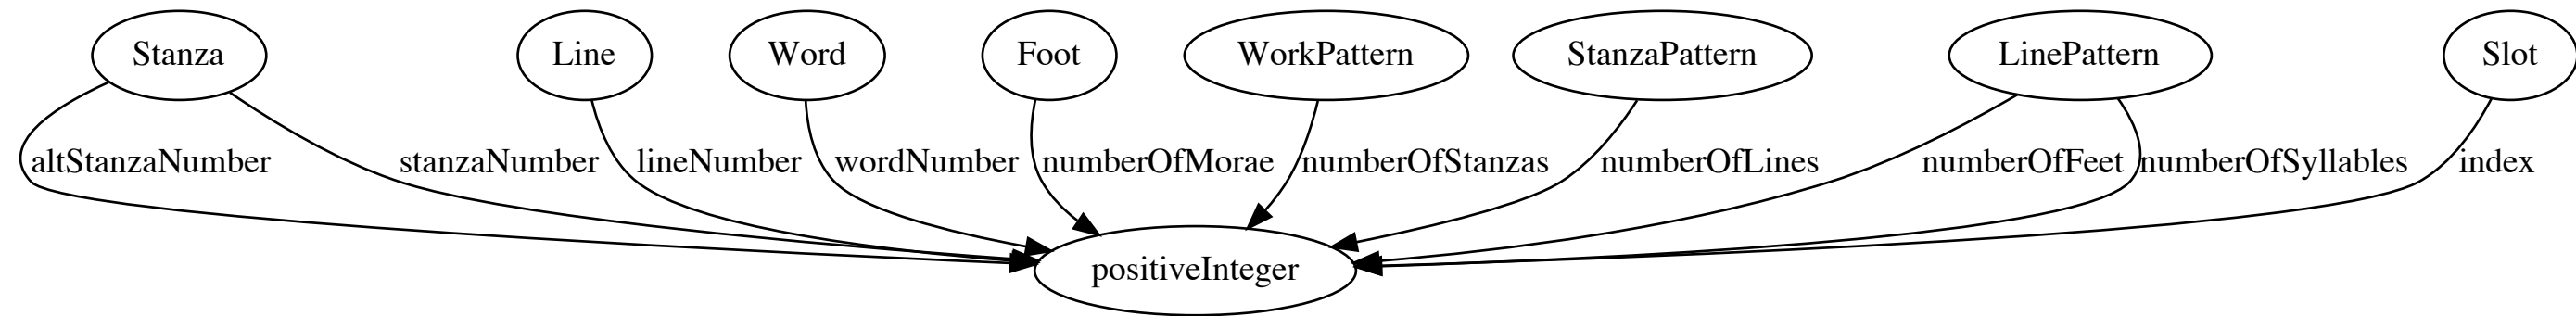 Stanza Line Word Foot WorkPattern StanzaPattern LinePattern Slot
altStanzaNumber stanzaNumber lineNumber wordNumber numberOfMorae numberOfStanzas numberOfLines numberOfFeet numberOfSyllables index
positiveInteger